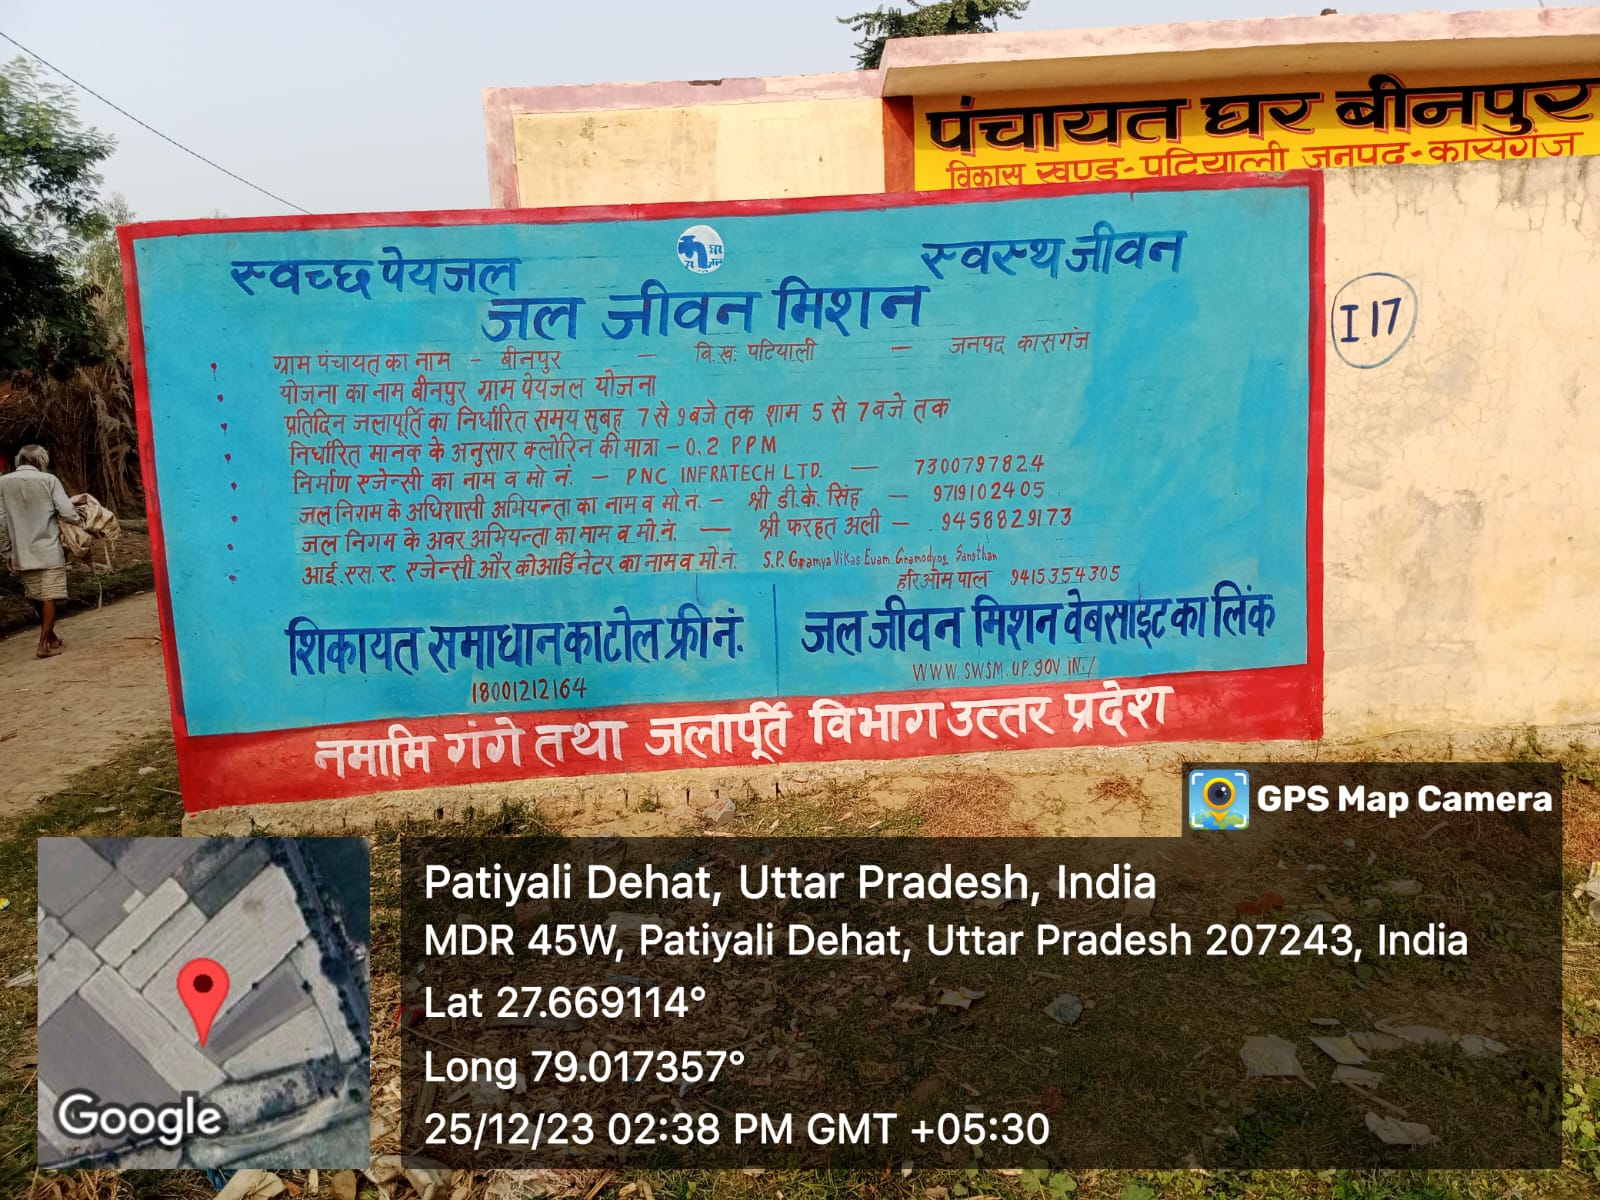 पंचायत घर बीनपुर
विकास खण्ड-पटियाली जनपद-कासगंज
स्वच्छ पेयजल
घर
जल
स्वस्थ जीवन
जल जीवन मिशन
I 17
ग्राम पंचायत का नाम - बीनपुर — वि.ख. पटियाली — जनपद कासगंज
योजना का नाम बीनपुर ग्राम पेयजल योजना
प्रतिदिन जलापूर्ति का निर्धारित समय सुबह 7 से 9 बजे तक शाम 5 से 7 बजे तक
निर्धारित मानक के अनुसार क्लोरिन की मात्रा - 0.2 PPM
निर्माण एजेन्सी का नाम व मो नं. — PNC INFRATECH LTD. — 7300797824
जल निगम के अधिशासी अभियन्ता का नाम व मो.नं. - श्री डी.के. सिंह — 9719102405
जल निगम के अवर अभियन्ता का नाम व मो.नं. — श्री फरहत अली — 9458829173
आई.एस.ए. एजेन्सी और कोआर्डिनेटर का नाम व मो.नं. S.P. Gramya Vikas Evam Gramodyog Sansthan
हरिओम पाल 9415354305
शिकायत समाधान का टोल फ्री नं.
18001212164
जल जीवन मिशन वेबसाइट का लिंक
WWW.SWSM.UP.GOV.IN./
नमामि गंगे तथा जलापूर्ति विभाग उत्तर प्रदेश
GPS Map Camera
Patiyali Dehat, Uttar Pradesh, India
MDR 45W, Patiyali Dehat, Uttar Pradesh 207243, India
Lat 27.669114°
Long 79.017357°
25/12/23 02:38 PM GMT +05:30
Google